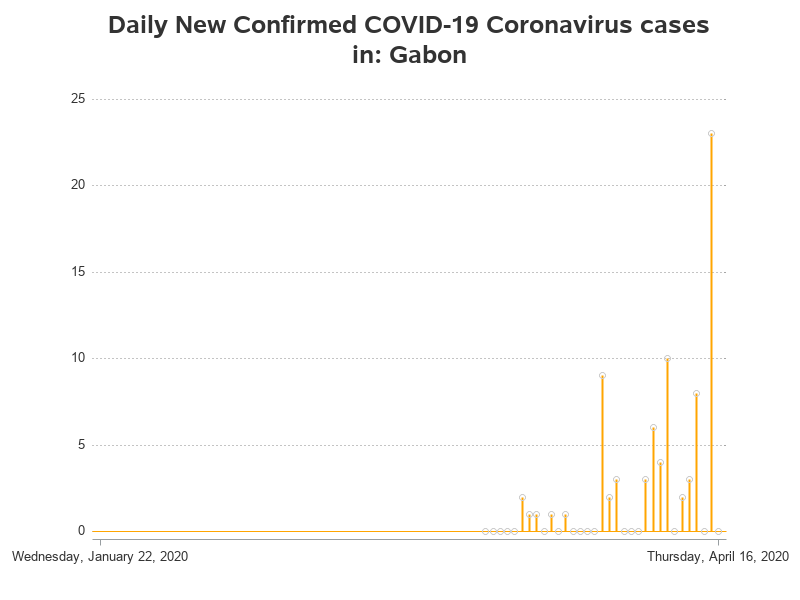 Daily New Confirmed COVID-19 Coronavirus cases
in: Gabon
25
20
15
10
5
0
Wednesday, January 22, 2020
Thursday, April 16, 2020